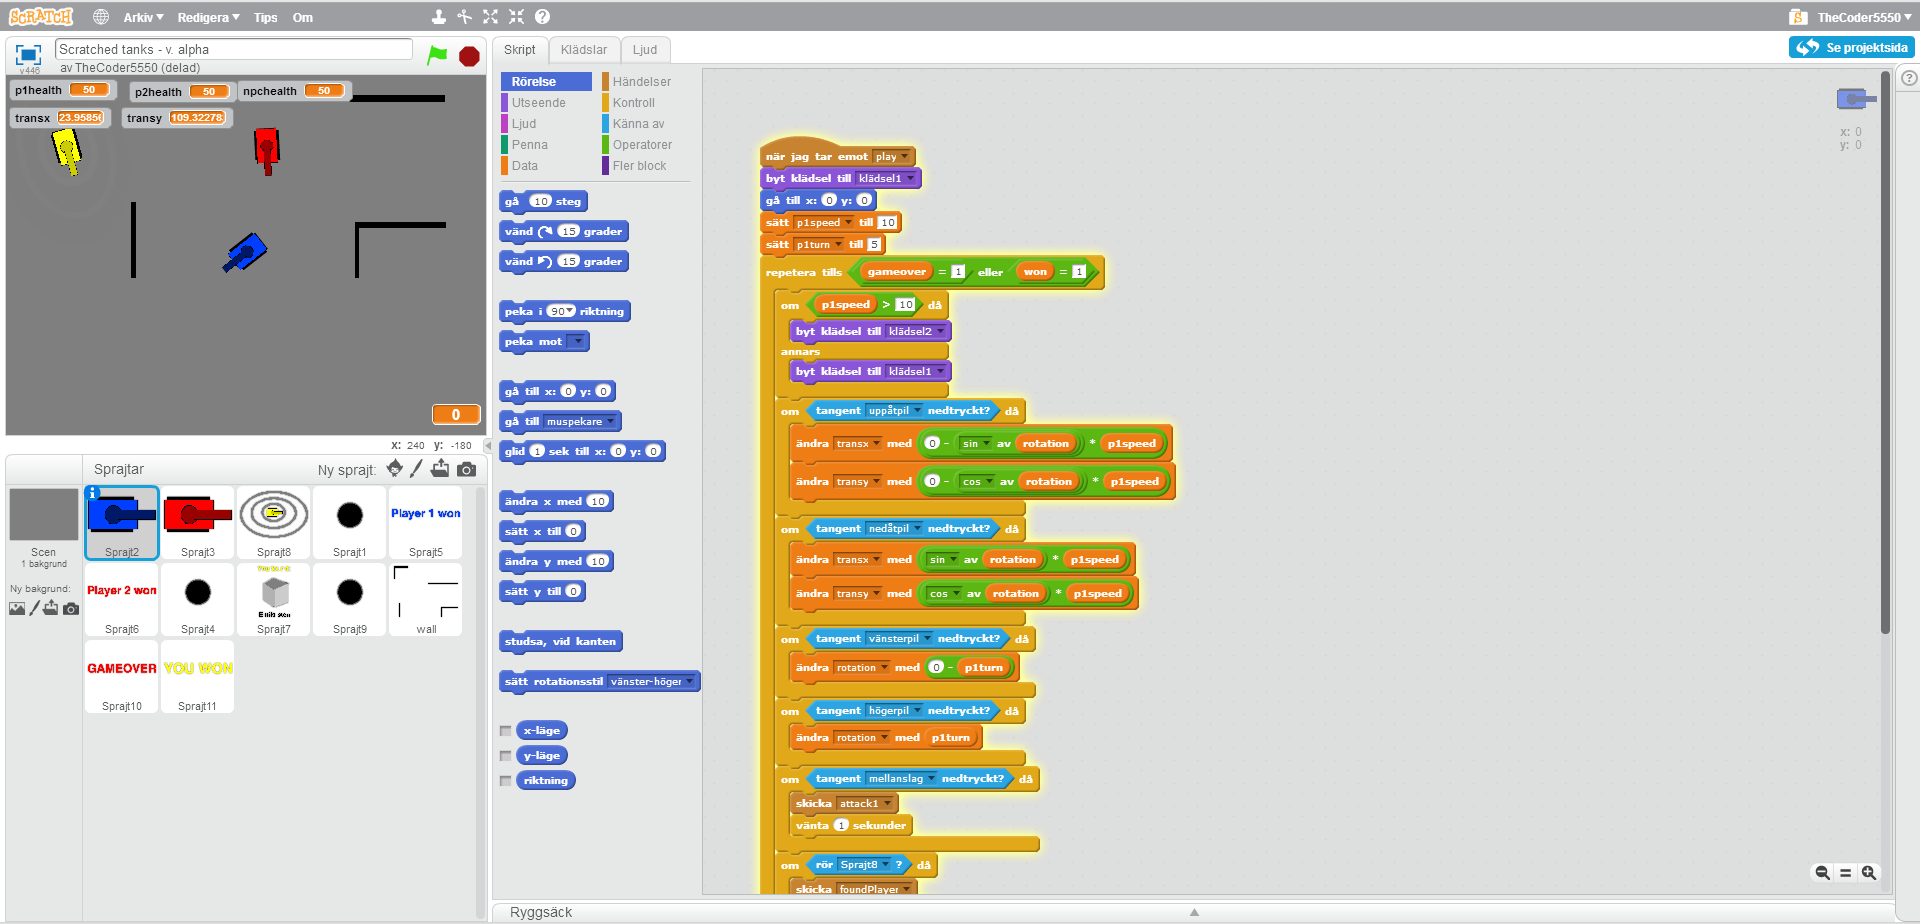 SCRATCH
Arkiv Redigera Tips Om
TheCoder5550
Scratched tanks - v. alpha
av TheCoder5550 (delad)
v446
Skript Klädslar Ljud
Se projektsida
p1health 50
p2health 50
npchealth 50
transx 23.9585
transy 109.32278
0
x: 240 y: -180
Sprajtar
Ny sprajt:
Scen
1 bakgrund
Ny bakgrund:
Sprajt2
Sprajt3
Sprajt8
Sprajt1
Player 1 won
Sprajt5
Player 2 won
Sprajt6
Sprajt4
Sprajt7
Sprajt9
wall
GAMEOVER
Sprajt10
YOU WON
Sprajt11
Rörelse
Utseende
Ljud
Penna
Data
Händelser
Kontroll
Känna av
Operatorer
Fler block
gå 10 steg
vänd 15 grader
vänd 15 grader
peka i 90 riktning
peka mot
gå till x: 0 y: 0
gå till muspekare
glid 1 sek till x: 0 y: 0
ändra x med 10
sätt x till 0
ändra y med 10
sätt y till 0
studsa, vid kanten
sätt rotationsstil vänster-höger
x-läge
y-läge
riktning
när jag tar emot play
byt klädsel till klädsel1
gå till x: 0 y: 0
sätt p1speed till 10
sätt p1turn till 5
repetera tills gameover = 1 eller won = 1
om p1speed > 10 då
byt klädsel till klädsel2
annars
byt klädsel till klädsel1
om tangent uppåtpil nedtryckt? då
ändra transx med 0 - sin av rotation * p1speed
ändra transy med 0 - cos av rotation * p1speed
om tangent nedåtpil nedtryckt? då
ändra transx med sin av rotation * p1speed
ändra transy med cos av rotation * p1speed
om tangent vänsterpil nedtryckt? då
ändra rotation med 0 - p1turn
om tangent högerpil nedtryckt? då
ändra rotation med p1turn
om tangent mellanslag nedtryckt? då
skicka attack1
vänta 1 sekunder
om rör Sprajt8 ? då
skicka foundPlayer
x: 0
y: 0
Ryggsäck